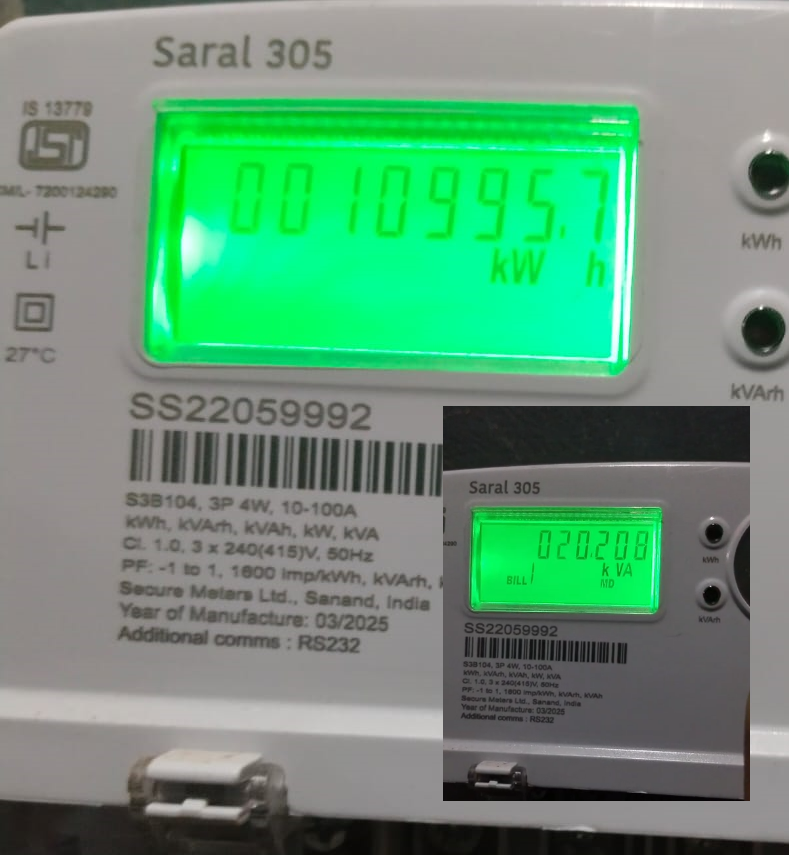 Saral 305
IS 13779
ISI
CM/L- 7200124280
Li
27°C
0010995.7
kW h
kWh
kVArh
SS22059992
S3B104, 3P 4W, 10-100A
kWh, kVArh, kVAh, kW, kVA
Cl. 1.0, 3 x 240(415)V, 50Hz
PF: -1 to 1, 1600 imp/kWh, kVArh,
Secure Meters Ltd., Sanand, India
Year of Manufacture: 03/2025
Additional comms : RS232
Saral 305
020.208
k VA
BILL 1
MD
kWh
kVArh
SS22059992
S3B104, 3P 4W, 10-100A
kWh, kVArh, kVAh, kW, kVA
Cl. 1.0, 3 x 240(415)V, 50Hz
PF: -1 to 1, 1600 imp/kWh, kVArh, kVAh
Secure Meters Ltd., Sanand, India
Year of Manufacture: 03/2025
Additional comms : RS232